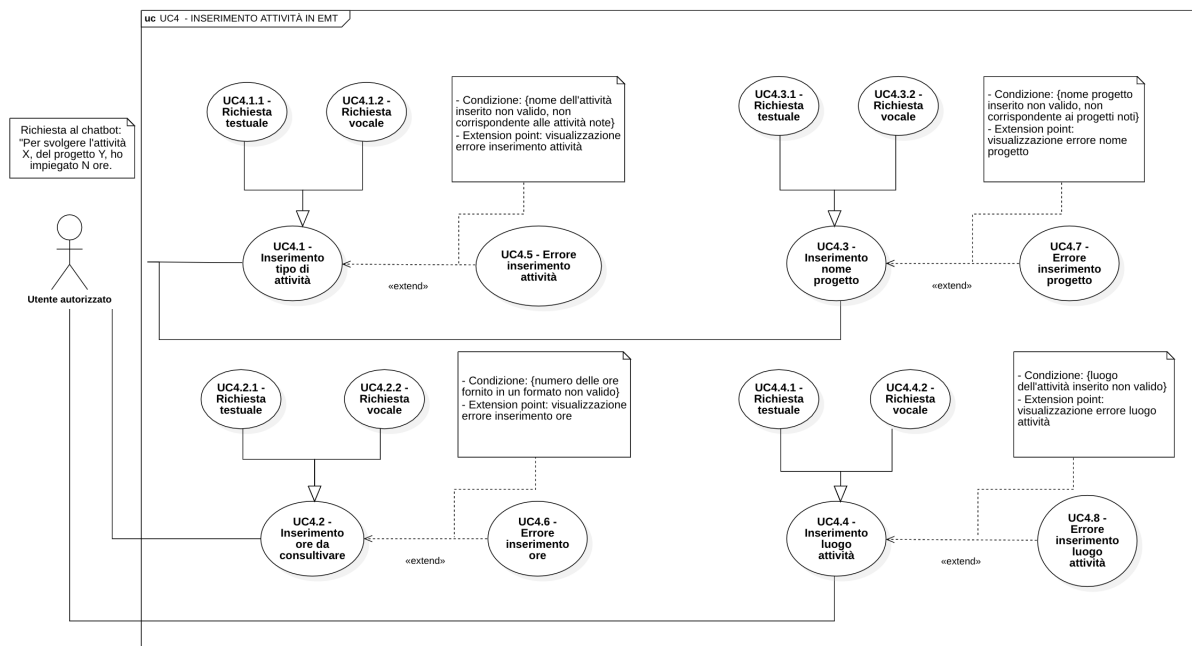 uc UC4 - INSERIMENTO ATTIVITÀ IN EMT
Richiesta al chatbot:
"Per svolgere l'attività
X, del progetto Y, ho
impiegato N ore.
Utente autorizzato
UC4.1.1 -
Richiesta
testuale
UC4.1.2 -
Richiesta
vocale
- Condizione: {nome dell'attività
inserito non valido, non
corrispondente alle attività note}
- Extension point: visualizzazione
errore inserimento attività
UC4.1 -
Inserimento
tipo di
attività
UC4.5 - Errore
inserimento
attività
«extend»
UC4.3.1 -
Richiesta
testuale
UC4.3.2 -
Richiesta
vocale
- Condizione: {nome progetto
inserito non valido, non
corrispondente ai progetti noti}
- Extension point:
visualizzazione errore nome
progetto
UC4.3 -
Inserimento
nome
progetto
UC4.7 -
Errore
inserimento
progetto
«extend»
UC4.2.1 -
Richiesta
testuale
UC4.2.2 -
Richiesta
vocale
- Condizione: {numero delle ore
fornito in un formato non valido}
- Extension point: visualizzazione
errore inserimento ore
UC4.2 -
Inserimento
ore da
consultivare
UC4.6 -
Errore
inserimento
ore
«extend»
UC4.4.1 -
Richiesta
testuale
UC4.4.2 -
Richiesta
vocale
- Condizione: {luogo
dell'attività inserito non valido}
- Extension point:
visualizzazione errore luogo
attività
UC4.4 -
Inserimento
luogo
attività
UC4.8 -
Errore
inserimento
luogo
attività
«extend»